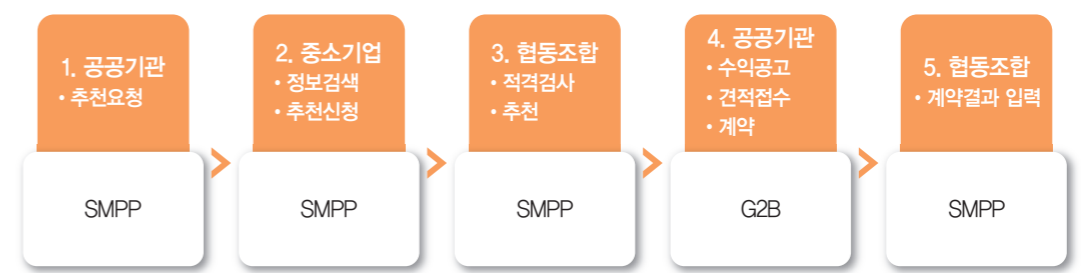 1. 공공기관
• 추천요청
SMPP
2. 중소기업
• 정보검색
• 추천신청
SMPP
3. 협동조합
• 적격검사
• 추천
SMPP
4. 공공기관
• 수익공고
• 견적접수
• 계약
G2B
5. 협동조합
• 계약결과 입력
SMPP